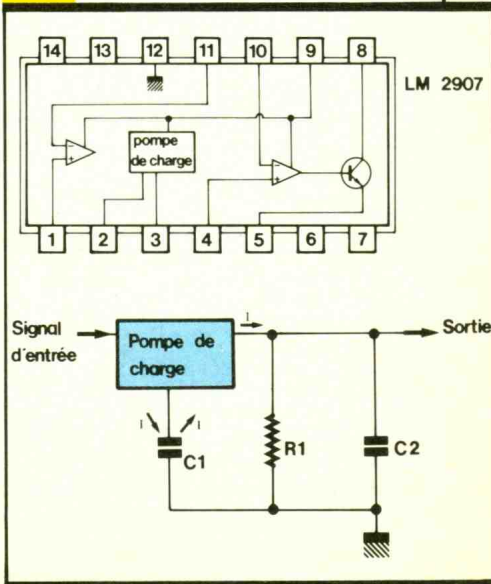 14 13 12 11 10 9 8
LM 2907
pompe
de charge
- + - +
1 2 3 4 5 6 7
Signal
d'entrée
Pompe de
charge
I
Sortie
I I
C1
R1
C2